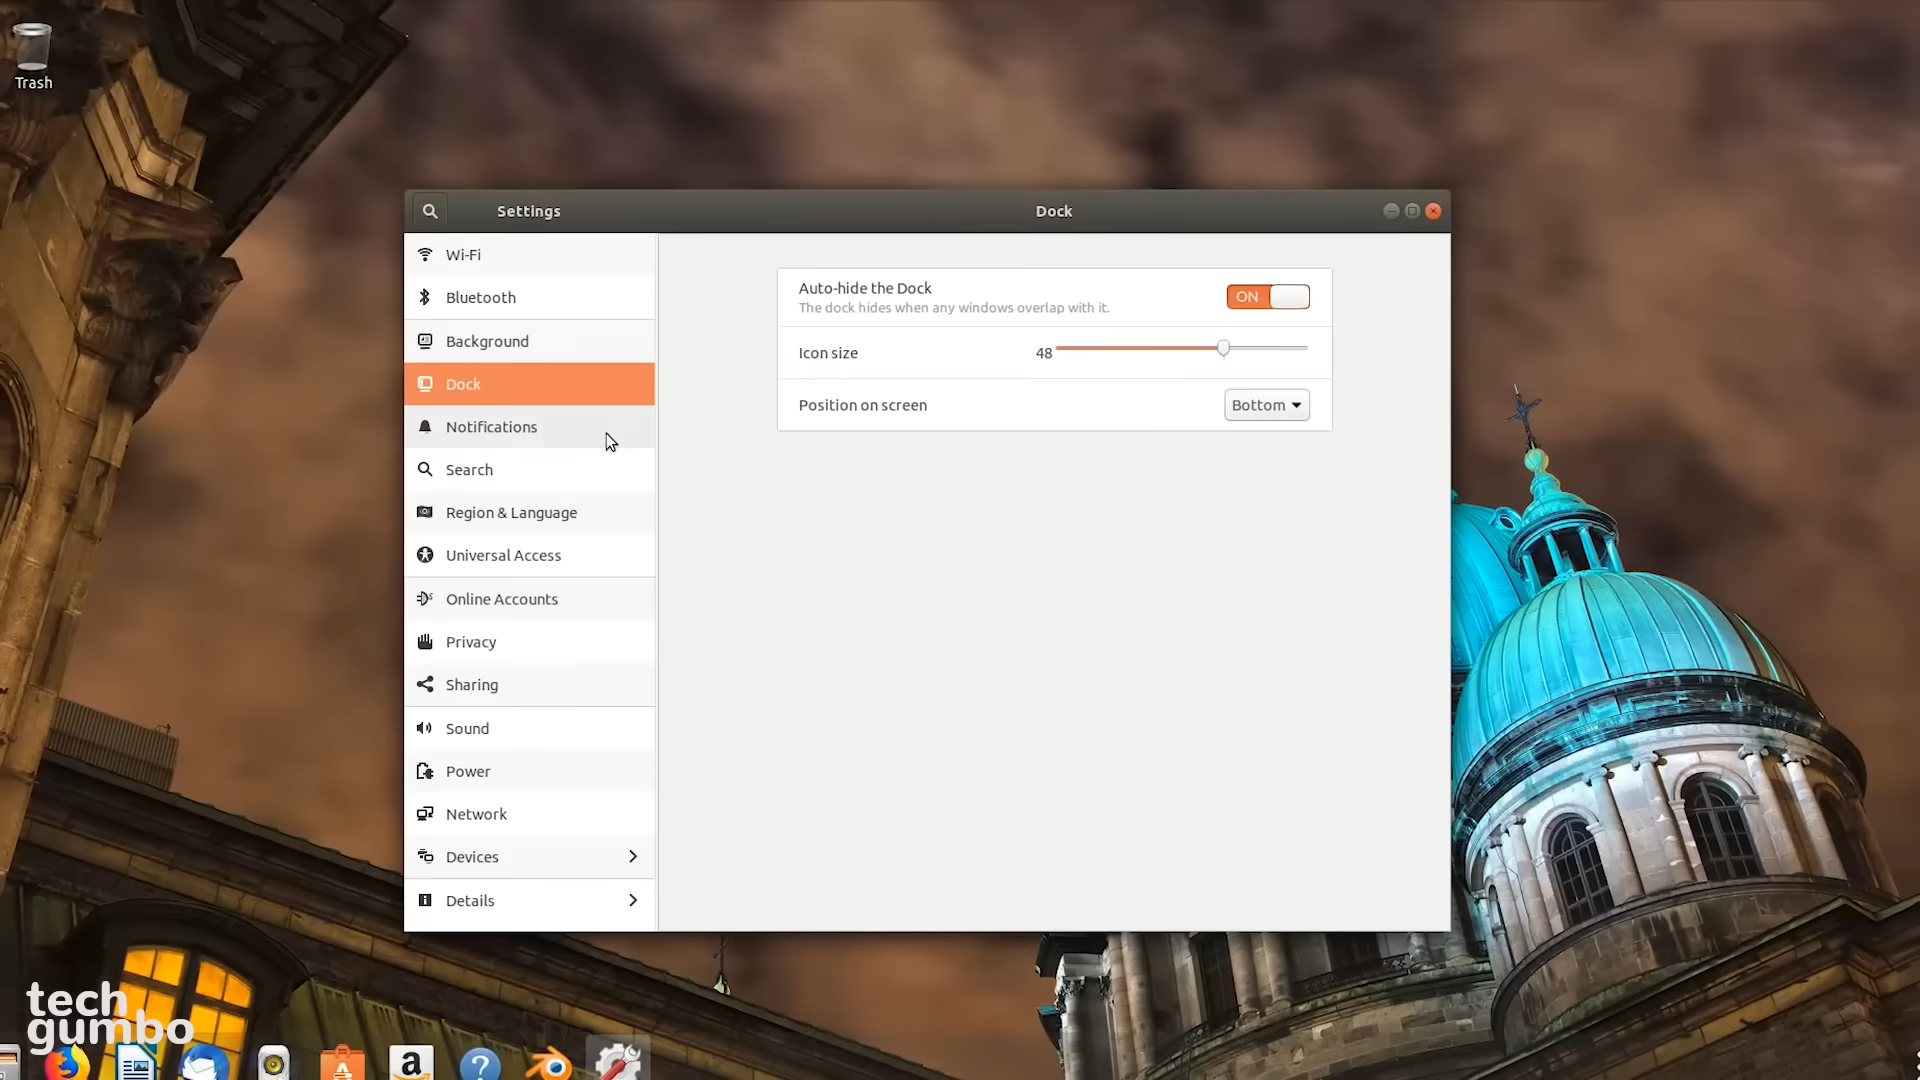 Trash
Settings
Dock
Wi-Fi
Bluetooth
Background
Dock
Notifications
Search
Region & Language
Universal Access
Online Accounts
Privacy
Sharing
Sound
Power
Network
Devices
Details
Auto-hide the Dock
The dock hides when any windows overlap with it.
ON
Icon size
48
Position on screen
Bottom
tech
gumbo
A
a
?